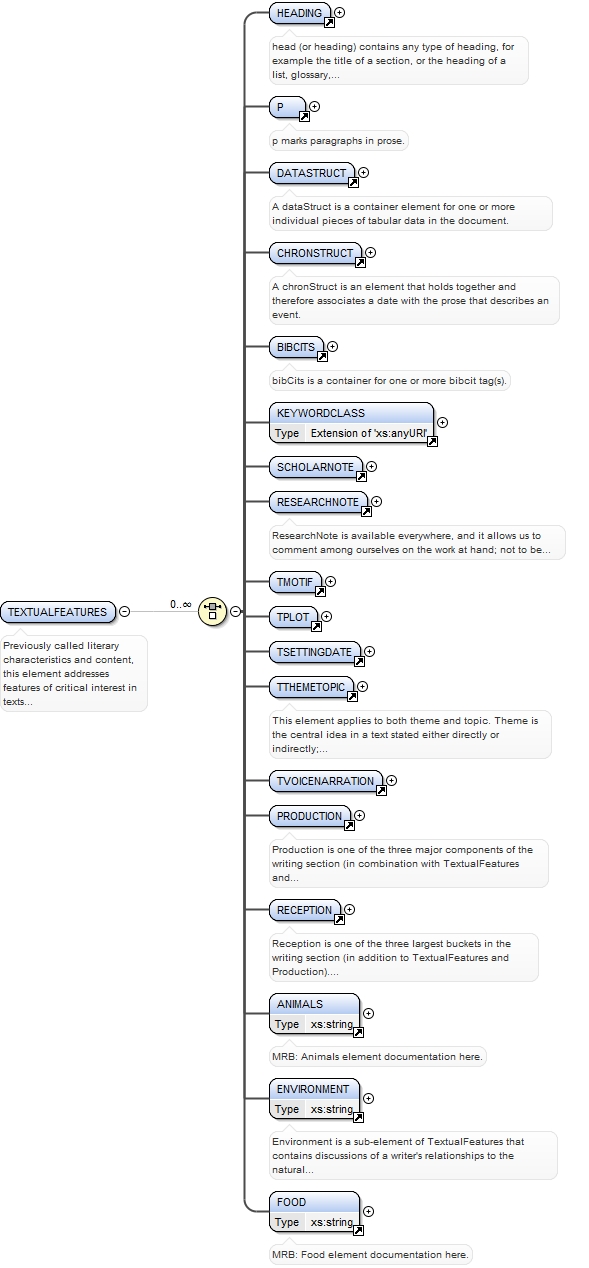 HEADING
head (or heading) contains any type of heading, for
example the title of a section, or the heading of a
list, glossary,...
P
p marks paragraphs in prose.
DATASTRUCT
A dataStruct is a container element for one or more
individual pieces of tabular data in the document.
CHRONSTRUCT
A chronStruct is an element that holds together and
therefore associates a date with the prose that describes an
event.
BIBCITS
bibCits is a container for one or more bibcit tag(s).
KEYWORDCLASS
Type Extension of 'xs:anyURI'
SCHOLARNOTE
RESEARCHNOTE
ResearchNote is available everywhere, and it allows us to
comment among ourselves on the work at hand; not to be...
TMOTIF
TEXTUALFEATURES
0..∞
Previously called literary
characteristics and content,
this element addresses
features of critical interest in
texts...
TPLOT
TSETTINGDATE
TTHEMETOPIC
This element applies to both theme and topic. Theme is
the central idea in a text stated either directly or
indirectly;...
TVOICENARRATION
PRODUCTION
Production is one of the three major components of the
writing section (in combination with TextualFeatures
and...
RECEPTION
Reception is one of the three largest buckets in the
writing section (in addition to TextualFeatures and
Production)....
ANIMALS
Type xs:string
MRB: Animals element documentation here.
ENVIRONMENT
Type xs:string
Environment is a sub-element of TextualFeatures that
contains discussions of a writer's relationships to the
natural...
FOOD
Type xs:string
MRB: Food element documentation here.